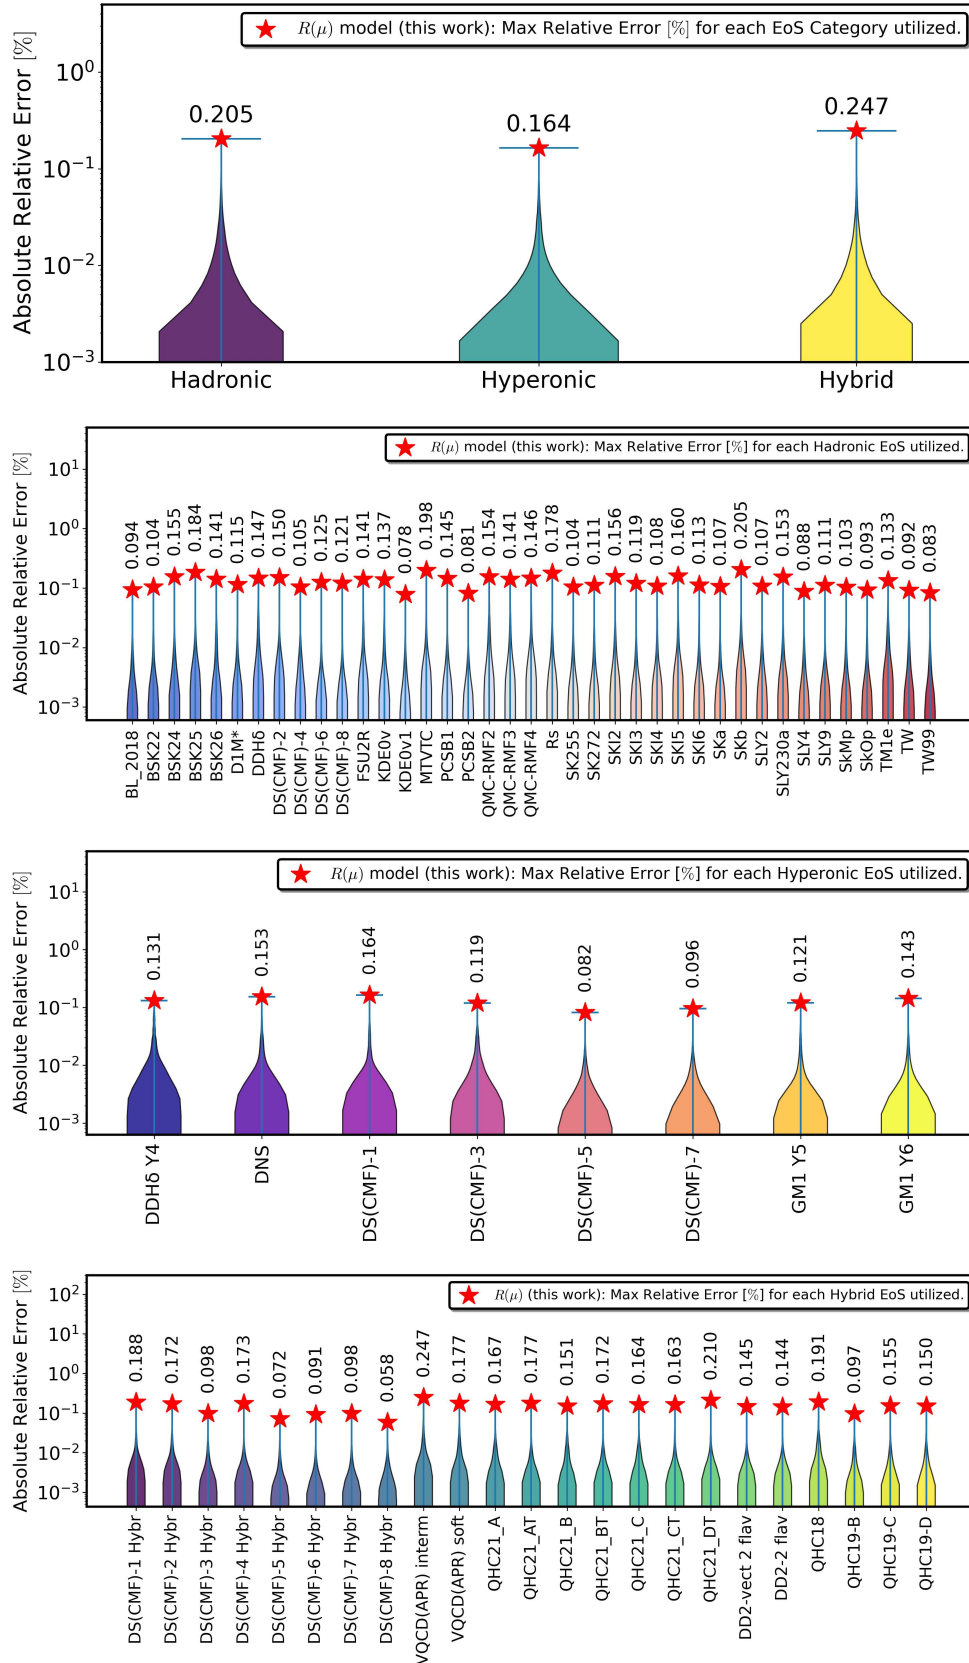 R(μ) model (this work): Max Relative Error [%] for each EoS Category utilized.
Absolute Relative Error [%]
10⁰
10⁻¹
10⁻²
10⁻³
0.205
0.164
0.247
Hadronic
Hyperonic
Hybrid
R(μ) model (this work): Max Relative Error [%] for each Hadronic EoS utilized.
Absolute Relative Error [%]
10¹
10⁰
10⁻¹
10⁻²
10⁻³
0.094
0.104
0.155
0.184
0.141
0.115
0.147
0.150
0.105
0.125
0.121
0.141
0.137
0.078
0.198
0.145
0.081
0.154
0.141
0.146
0.178
0.104
0.111
0.156
0.119
0.108
0.160
0.113
0.107
0.205
0.107
0.153
0.088
0.111
0.103
0.093
0.133
0.092
0.083
BL_2018
BSK22
BSK24
BSK25
BSK26
D1M*
DDHδ
DS(CMF)-2
DS(CMF)-4
DS(CMF)-6
DS(CMF)-8
FSU2R
KDE0v
KDE0v1
MTVTC
PCSB1
PCSB2
QMC-RMF2
QMC-RMF3
QMC-RMF4
Rs
SK255
SK272
SKI2
SKI3
SKI4
SKI5
SKI6
SKa
SKb
SLY2
SLY230a
SLY4
SLY9
SkMp
SkOp
TM1e
TW
TW99
R(μ) model (this work): Max Relative Error [%] for each Hyperonic EoS utilized.
Absolute Relative Error [%]
10¹
10⁰
10⁻¹
10⁻²
10⁻³
0.131
0.153
0.164
0.119
0.082
0.096
0.121
0.143
DDHδ Y4
DNS
DS(CMF)-1
DS(CMF)-3
DS(CMF)-5
DS(CMF)-7
GM1 Y5
GM1 Y6
R(μ) (this work): Max Relative Error [%] for each Hybrid EoS utilized.
Absolute Relative Error [%]
10²
10¹
10⁰
10⁻¹
10⁻²
10⁻³
0.188
0.172
0.098
0.173
0.072
0.091
0.098
0.058
0.247
0.177
0.167
0.177
0.151
0.172
0.164
0.163
0.210
0.145
0.144
0.191
0.097
0.155
0.150
DS(CMF)-1 Hybr
DS(CMF)-2 Hybr
DS(CMF)-3 Hybr
DS(CMF)-4 Hybr
DS(CMF)-5 Hybr
DS(CMF)-6 Hybr
DS(CMF)-7 Hybr
DS(CMF)-8 Hybr
VQCD(APR) interm
VQCD(APR) soft
QHC21_A
QHC21_AT
QHC21_B
QHC21_BT
QHC21_C
QHC21_CT
QHC21_DT
DD2-vect 2 flav
DD2-2 flav
QHC18
QHC19-B
QHC19-C
QHC19-D